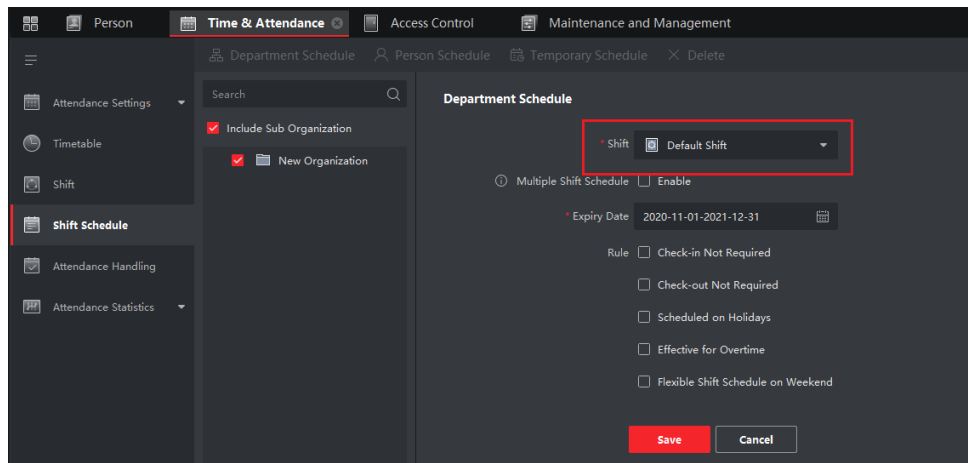 Person
Time & Attendance
Access Control
Maintenance and Management
Department Schedule
Person Schedule
Temporary Schedule
Delete
Attendance Settings
Timetable
Shift
Shift Schedule
Attendance Handling
Attendance Statistics
Search
Include Sub Organization
New Organization
Department Schedule
* Shift Default Shift
Multiple Shift Schedule Enable
* Expiry Date 2020-11-01-2021-12-31
Rule Check-in Not Required
Check-out Not Required
Scheduled on Holidays
Effective for Overtime
Flexible Shift Schedule on Weekend
Save Cancel